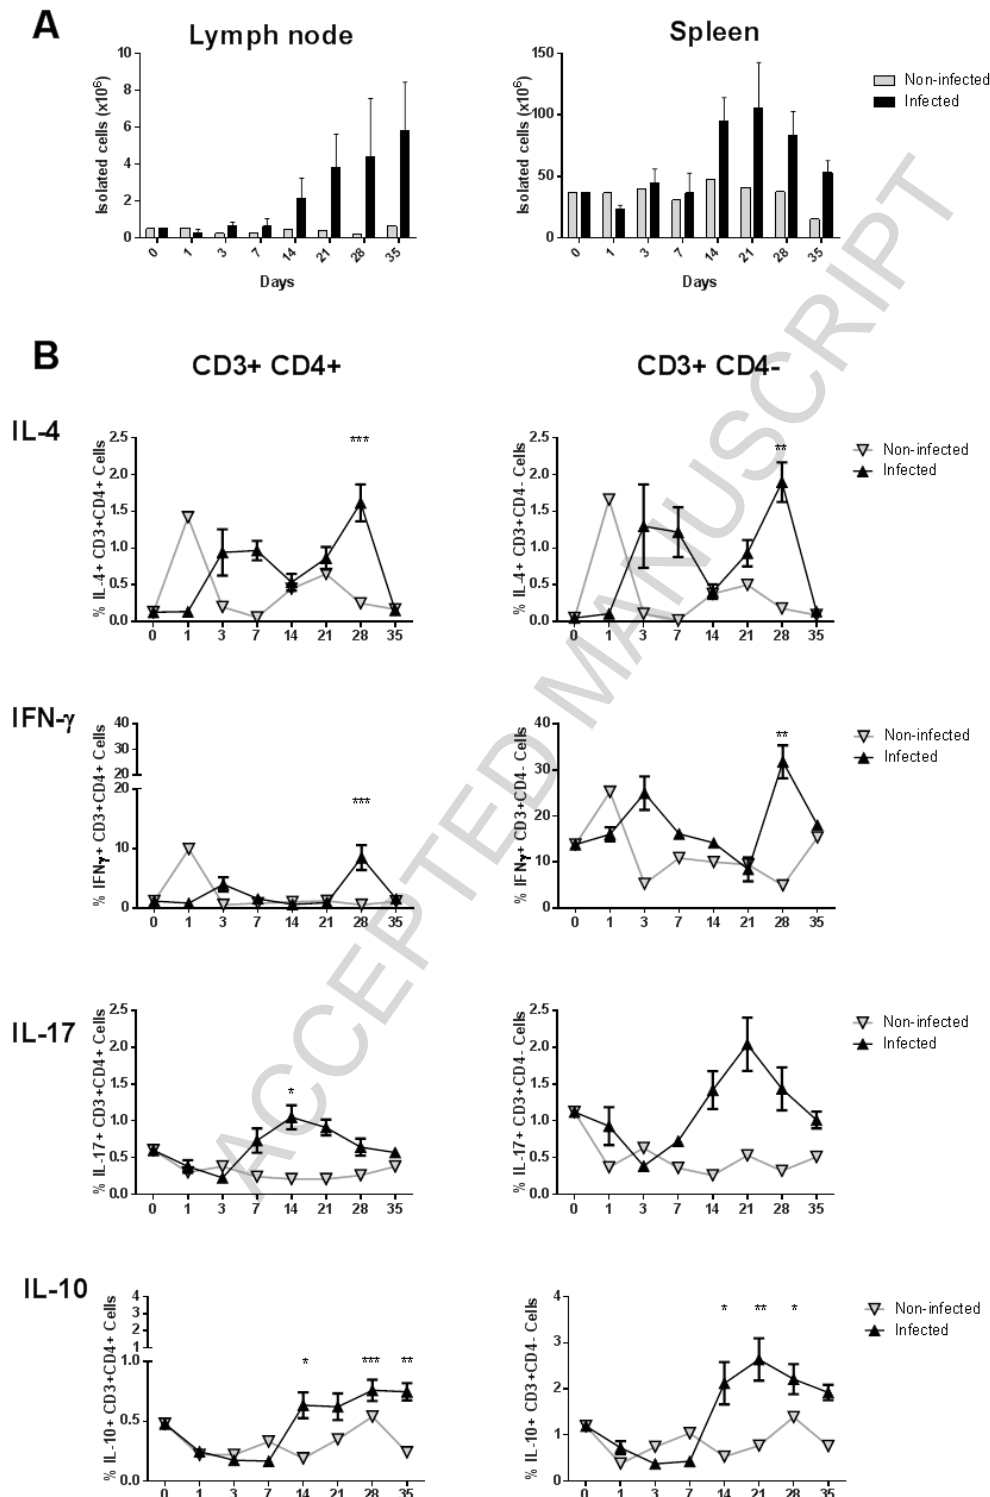 A
Lymph node
Spleen
Isolated cells (x10⁶)
10
8
6
4
2
0
0 1 3 7 14 21 28 35
Days
Isolated cells (x10⁶)
150
100
50
0
0 1 3 7 14 21 28 35
Days
Non-infected
Infected
B
CD3+ CD4+
CD3+ CD4-
IL-4
% IL-4+ CD3+CD4+ Cells
2.5
2.0
1.5
1.0
0.5
0.0
***
0 1 3 7 14 21 28 35
% IL-4+ CD3+CD4- Cells
2.5
2.0
1.5
1.0
0.5
0.0
**
0 1 3 7 14 21 28 35
Non-infected
Infected
IFN-γ
% IFNγ+ CD3+CD4+ Cells
40
30
20
20
10
0
***
0 1 3 7 14 21 28 35
% IFNγ+ CD3+CD4- Cells
40
30
20
10
0
**
0 1 3 7 14 21 28 35
Non-infected
Infected
IL-17
% IL-17+ CD3+CD4+ Cells
2.5
2.0
1.5
1.0
0.5
0.0
*
0 1 3 7 14 21 28 35
% IL-17+ CD3+CD4- Cells
2.5
2.0
1.5
1.0
0.5
0.0
0 1 3 7 14 21 28 35
Non-infected
Infected
IL-10
% IL-10+ CD3+CD4+ Cells
4
3
2
1
1.0
0.5
0.0
* *** **
0 1 3 7 14 21 28 35
% IL-10+ CD3+CD4- Cells
4
3
2
1
0
* ** *
0 1 3 7 14 21 28 35
Non-infected
Infected
ACCEPTED MANUSCRIPT